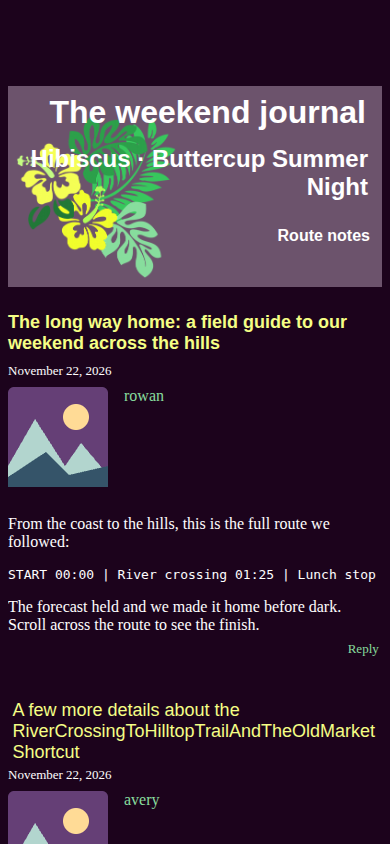 The weekend journal
Hibiscus · Buttercup Summer
Night
Route notes
The long way home: a field guide to our
weekend across the hills
November 22, 2026
rowan
From the coast to the hills, this is the full route we
followed:
START 00:00 | River crossing 01:25 | Lunch stop
The forecast held and we made it home before dark.
Scroll across the route to see the finish.
Reply
A few more details about the
RiverCrossingToHilltopTrailAndTheOldMarket
Shortcut
November 22, 2026
avery